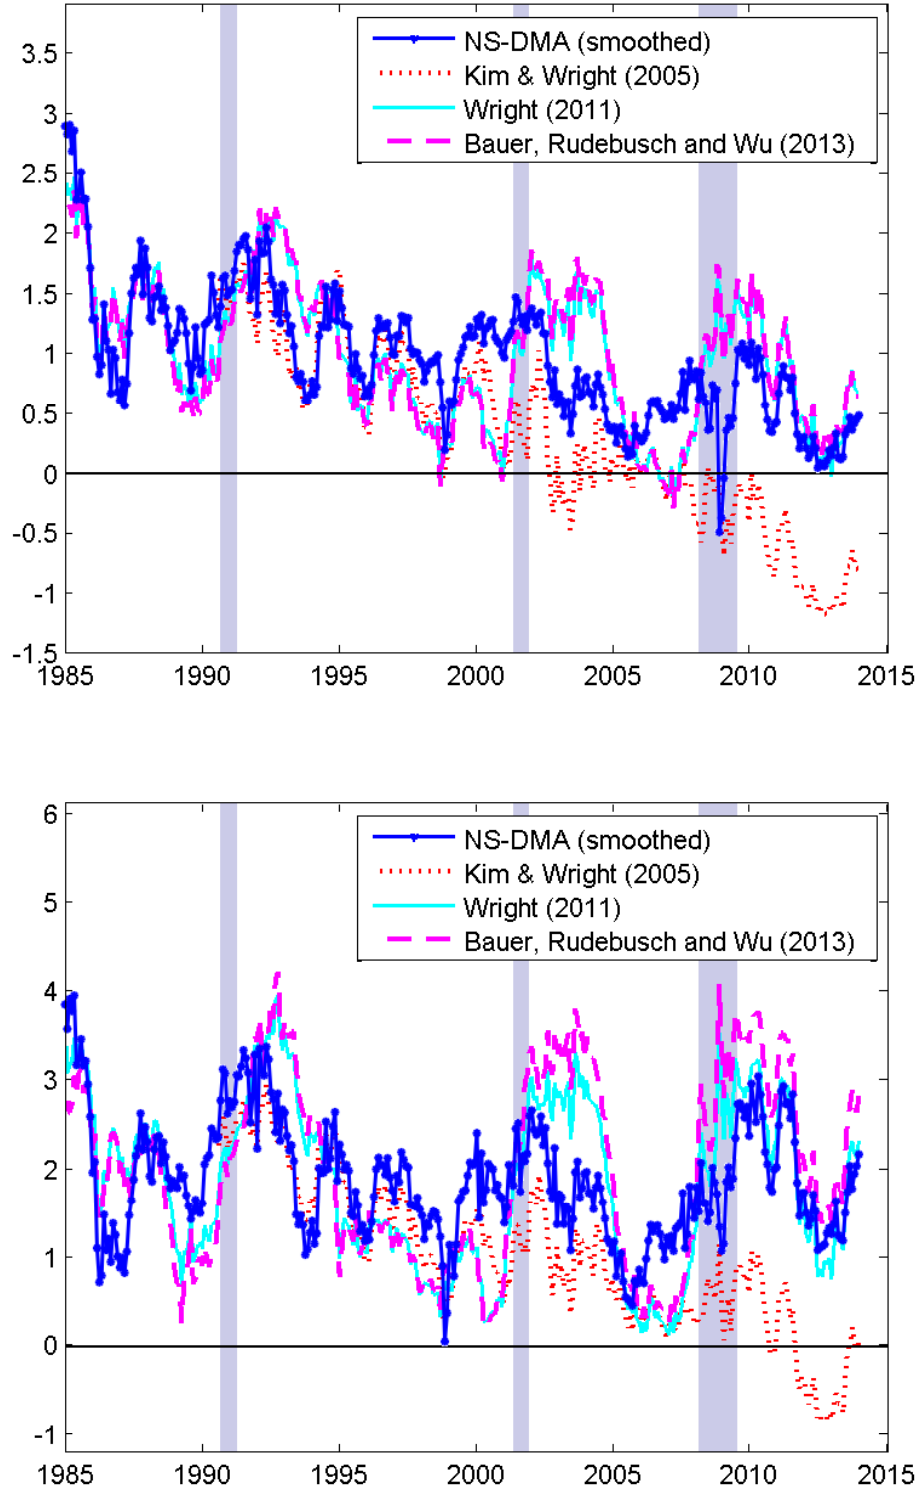 3.5
3
2.5
2
1.5
1
0.5
0
-0.5
-1
-1.5
NS-DMA (smoothed)
Kim & Wright (2005)
Wright (2011)
Bauer, Rudebusch and Wu (2013)
1985 1990 1995 2000 2005 2010 2015
6
5
4
3
2
1
0
-1
NS-DMA (smoothed)
Kim & Wright (2005)
Wright (2011)
Bauer, Rudebusch and Wu (2013)
1985 1990 1995 2000 2005 2010 2015